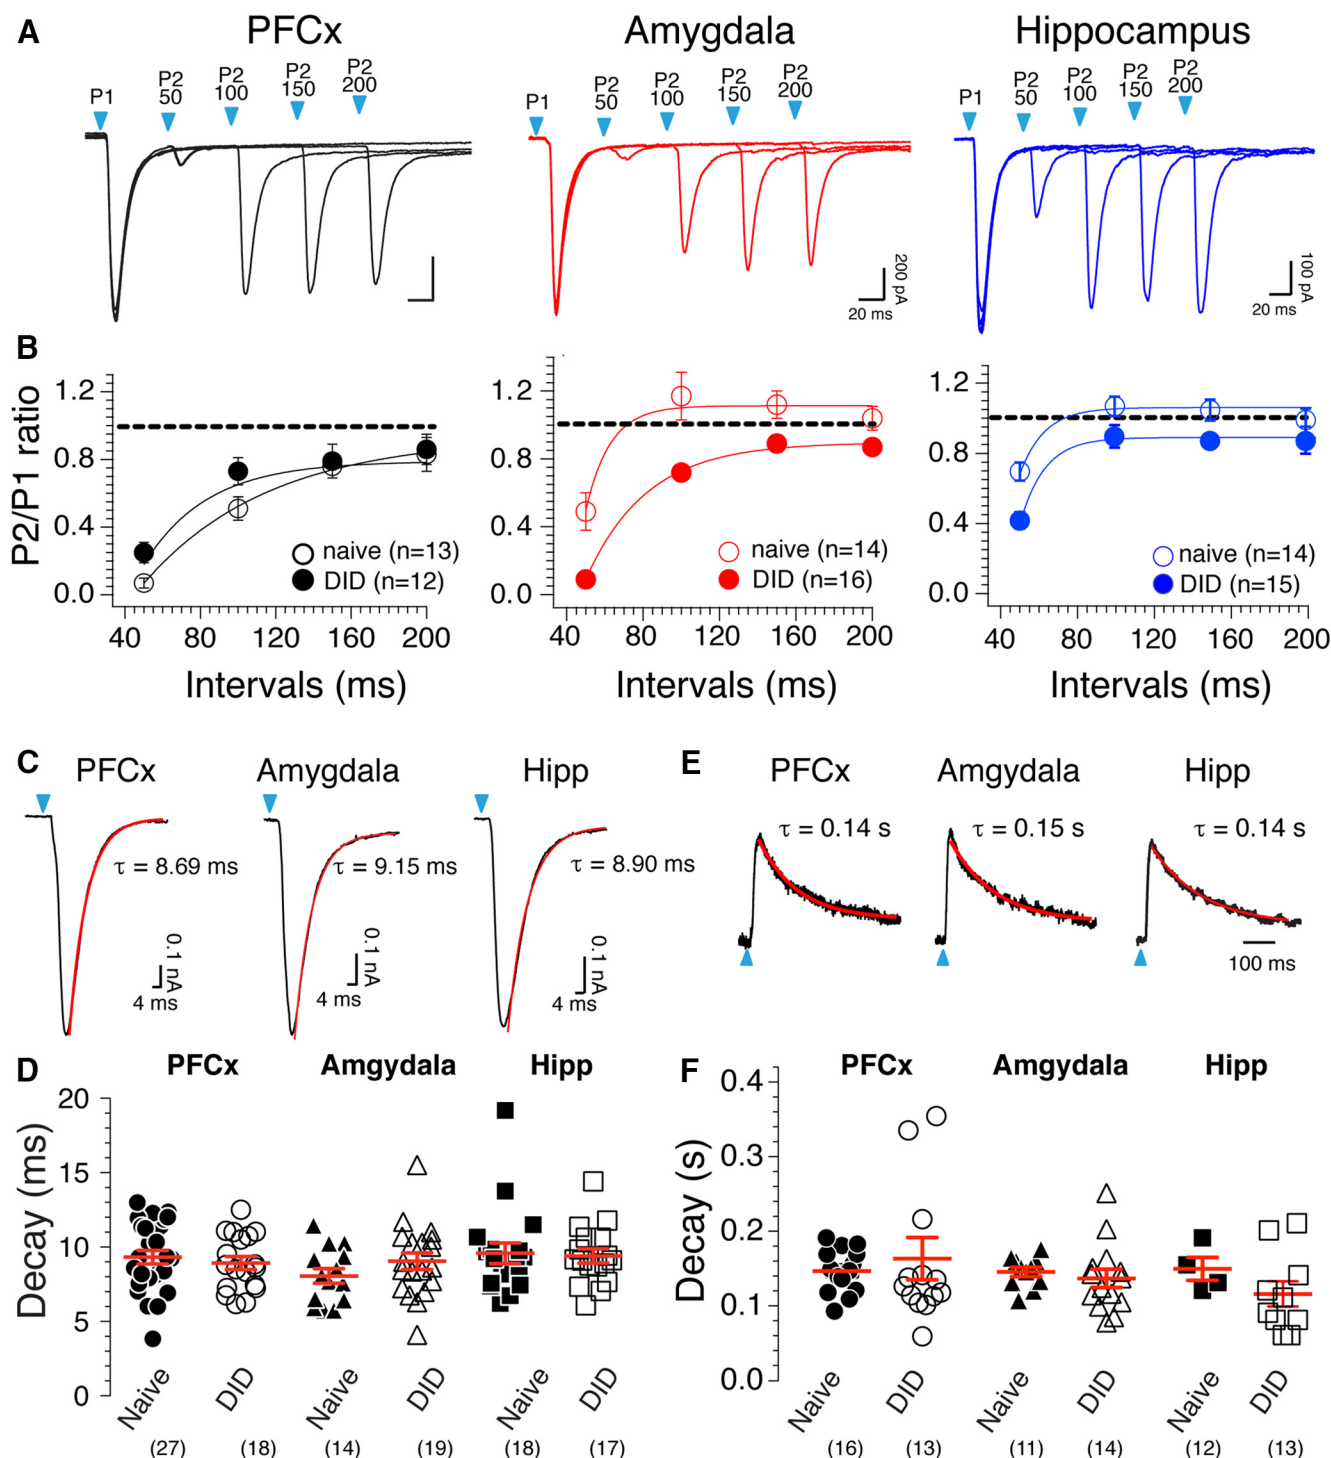 A
PFCx
Amygdala
Hippocampus
P1
P2
50
P2
100
P2
150
P2
200
P1
P2
50
P2
100
P2
150
P2
200
P1
P2
50
P2
100
P2
150
P2
200
200 pA
20 ms
100 pA
20 ms
B
P2/P1 ratio
1.2
0.8
0.4
0.0
naive (n=13)
DID (n=12)
40 80 120 160 200
Intervals (ms)
1.2
0.8
0.4
0.0
naive (n=14)
DID (n=16)
40 80 120 160 200
Intervals (ms)
1.2
0.8
0.4
0.0
naive (n=14)
DID (n=15)
40 80 120 160 200
Intervals (ms)
C
PFCx
Amygdala
Hipp
τ = 8.69 ms
τ = 9.15 ms
τ = 8.90 ms
0.1 nA
4 ms
0.1 nA
4 ms
0.1 nA
4 ms
E
PFCx
Amgydala
Hipp
τ = 0.14 s
τ = 0.15 s
τ = 0.14 s
100 ms
D
PFCx
Amgydala
Hipp
Decay (ms)
20
15
10
5
0
Naive
DID
Naive
DID
Naive
DID
(27)
(18)
(14)
(19)
(18)
(17)
F
PFCx
Amgydala
Hipp
Decay (s)
0.4
0.3
0.2
0.1
0.0
Naive
DID
Naive
DID
Naive
DID
(16)
(13)
(11)
(14)
(12)
(13)